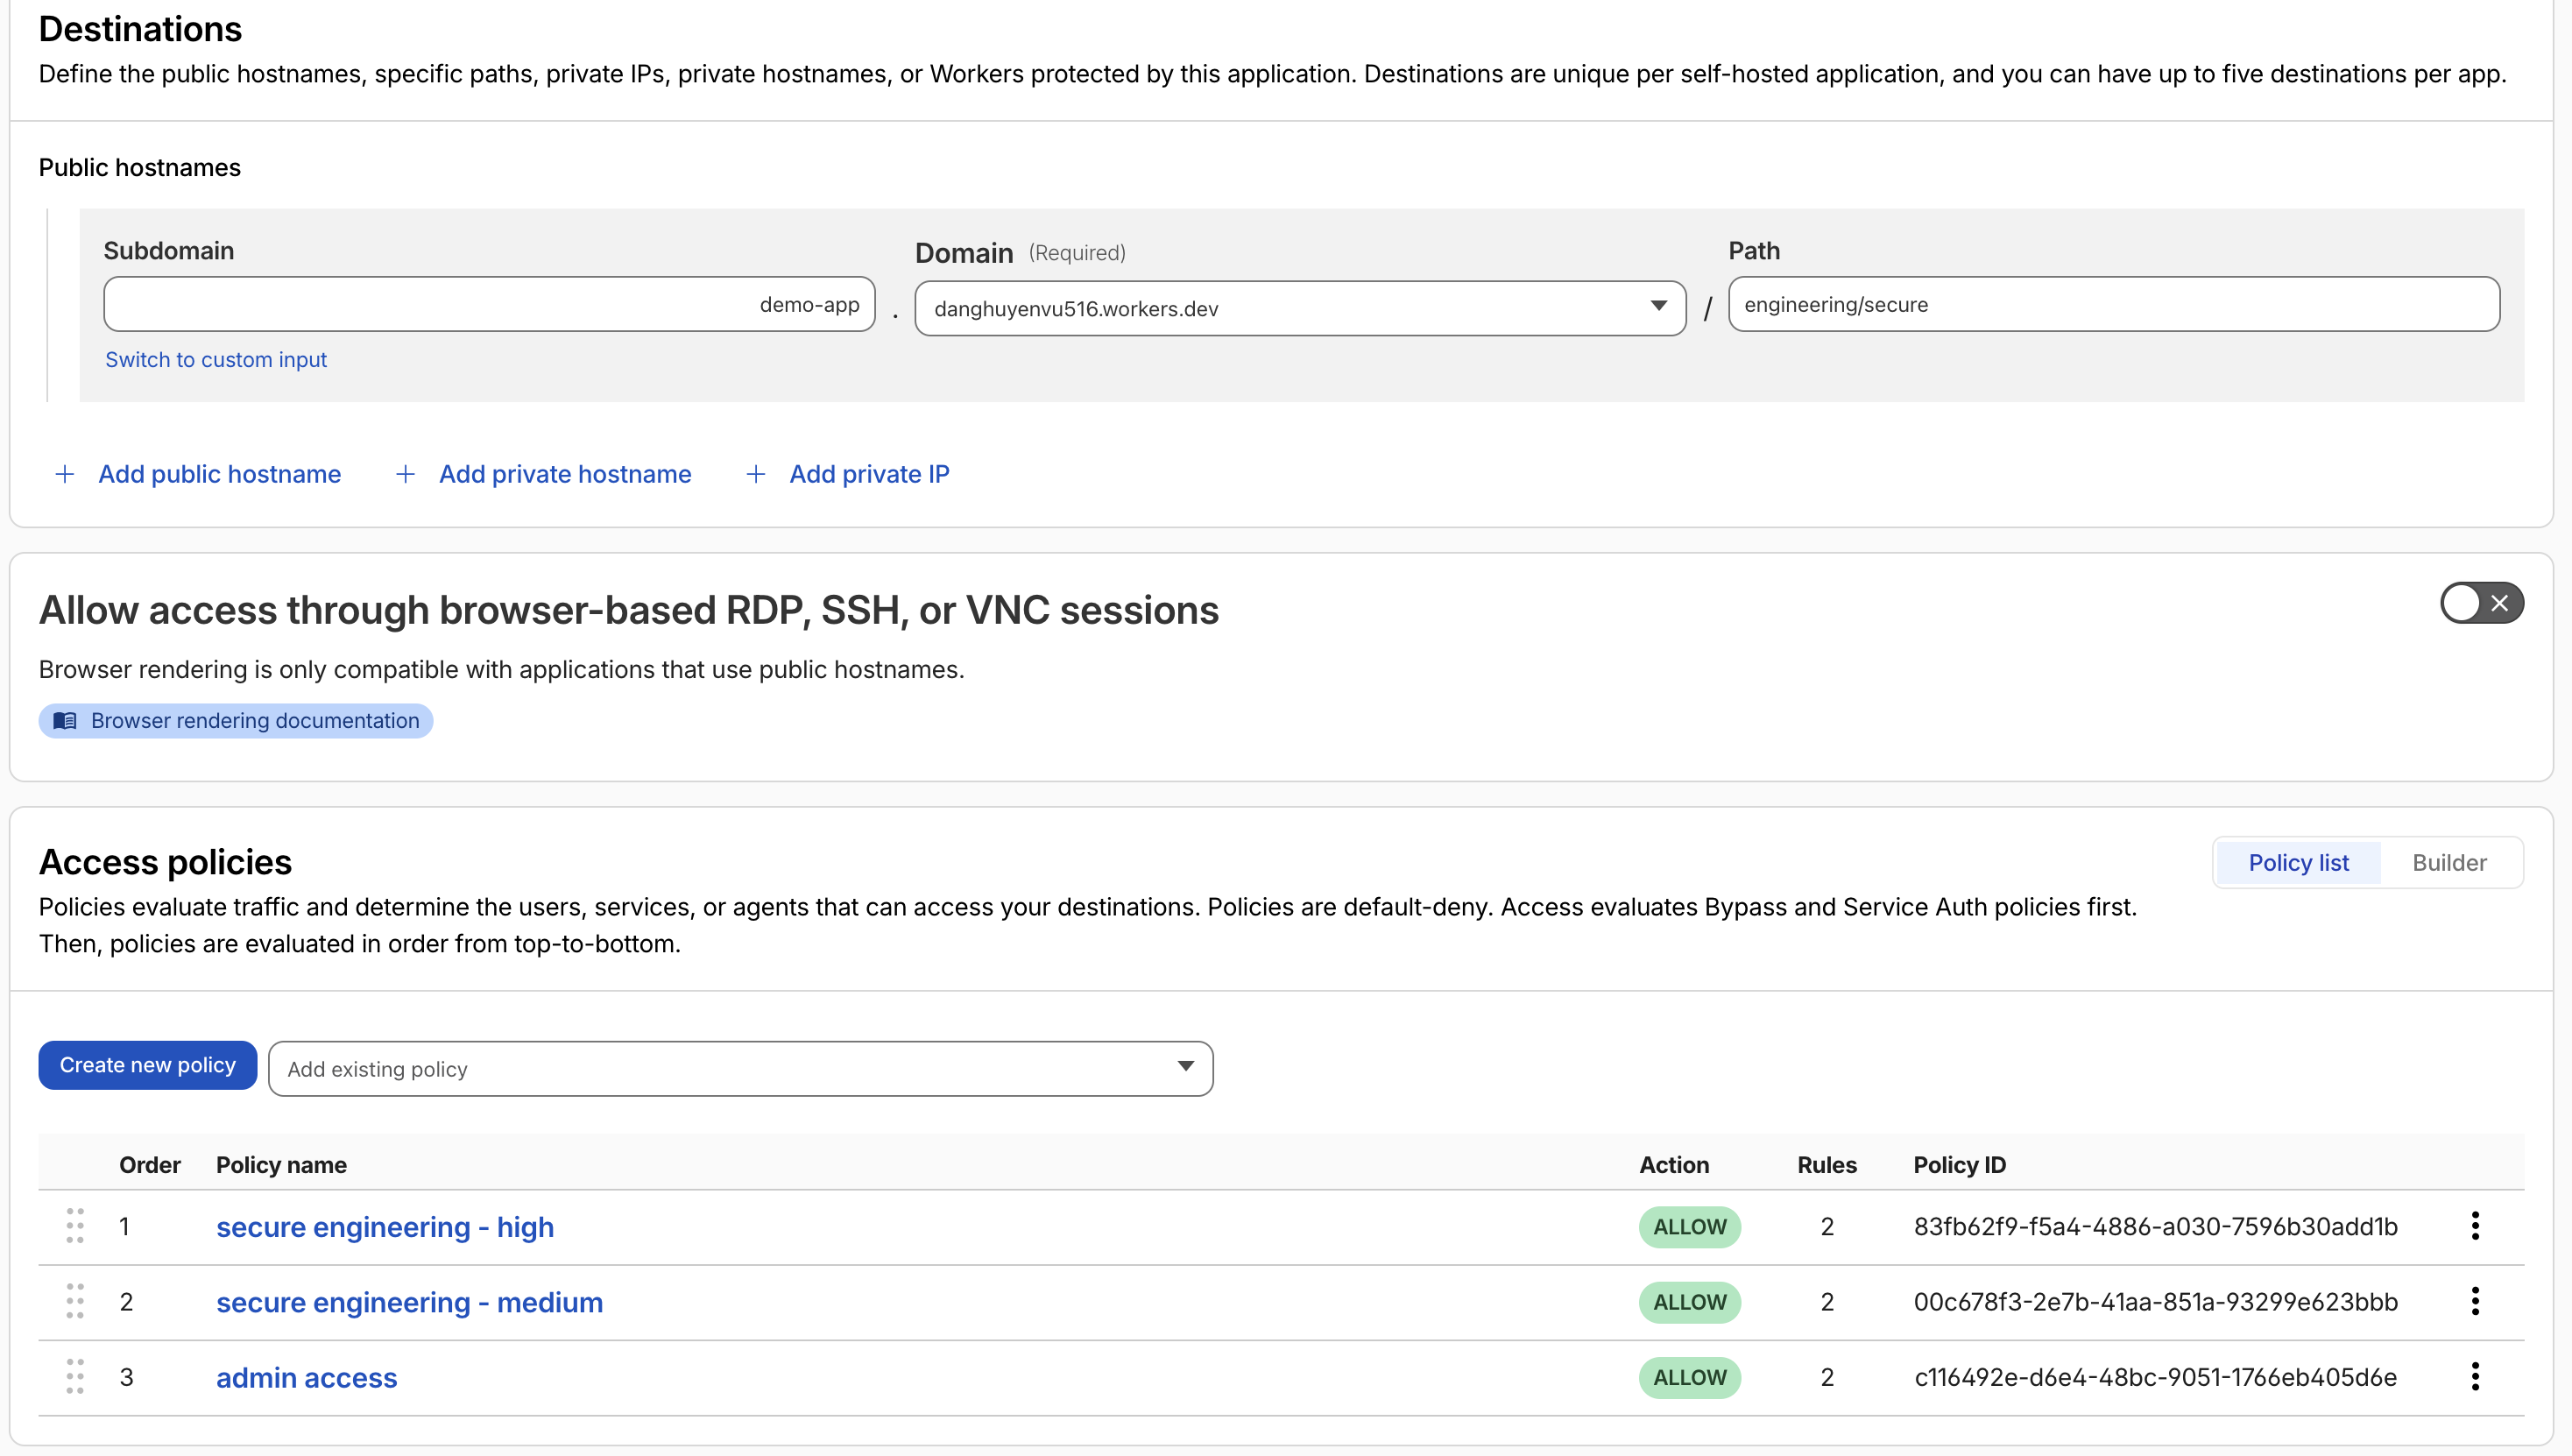 Destinations
Define the public hostnames, specific paths, private IPs, private hostnames, or Workers protected by this application. Destinations are unique per self-hosted application, and you can have up to five destinations per app.
Public hostnames
Subdomain
Domain (Required)
Path
demo-app
.
danghuyenvu516.workers.dev
/
engineering/secure
Switch to custom input
+ Add public hostname
+ Add private hostname
+ Add private IP
Allow access through browser-based RDP, SSH, or VNC sessions
Browser rendering is only compatible with applications that use public hostnames.
Browser rendering documentation
Access policies
Policy list
Builder
Policies evaluate traffic and determine the users, services, or agents that can access your destinations. Policies are default-deny. Access evaluates Bypass and Service Auth policies first.
Then, policies are evaluated in order from top-to-bottom.
Create new policy
Add existing policy
Order Policy name Action Rules Policy ID
1 secure engineering - high ALLOW 2 83fb62f9-f5a4-4886-a030-7596b30add1b
2 secure engineering - medium ALLOW 2 00c678f3-2e7b-41aa-851a-93299e623bbb
3 admin access ALLOW 2 c116492e-d6e4-48bc-9051-1766eb405d6e